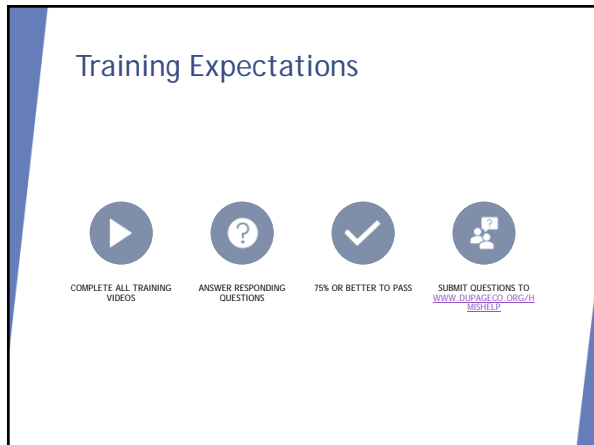 Training Expectations
COMPLETE ALL TRAINING
VIDEOS
ANSWER RESPONDING
QUESTIONS
75% OR BETTER TO PASS
SUBMIT QUESTIONS TO
WWW.DUPAGECO.ORG/H
MISHELP